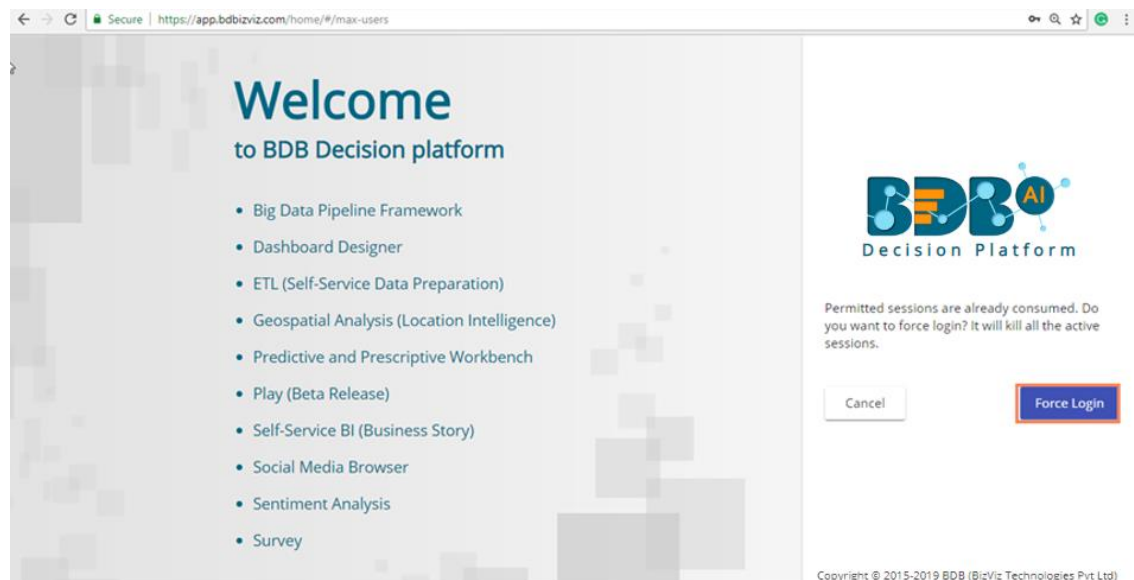 Secure | https://app.bdbizviz.com/home/#/max-users
Welcome
to BDB Decision platform
• Big Data Pipeline Framework
• Dashboard Designer
• ETL (Self-Service Data Preparation)
• Geospatial Analysis (Location Intelligence)
• Predictive and Prescriptive Workbench
• Play (Beta Release)
• Self-Service BI (Business Story)
• Social Media Browser
• Sentiment Analysis
• Survey
BDB AI
Decision Platform
Permitted sessions are already consumed. Do
you want to force login? It will kill all the active
sessions.
Cancel
Force Login
Copyright © 2015-2019 BDB (BizViz Technologies Pvt Ltd)